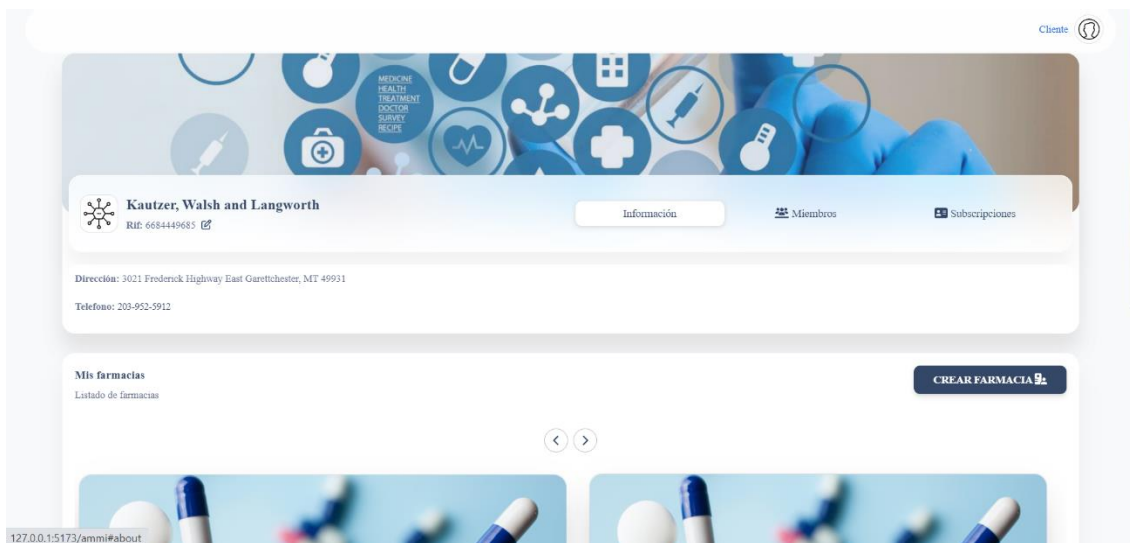 Cliente
MEDICINE
HEALTH
TREATMENT
DOCTOR
SURVEY
RECIPE
Kautzer, Walsh and Langworth
Rif: 6684449685
Información
Miembros
Subscripciones
Dirección: 3021 Frederick Highway East Garettchester, MT 49931
Telefono: 203-952-5912
Mis farmacias
Listado de farmacias
CREAR FARMACIA
127.0.0.1:5173/ammi#about